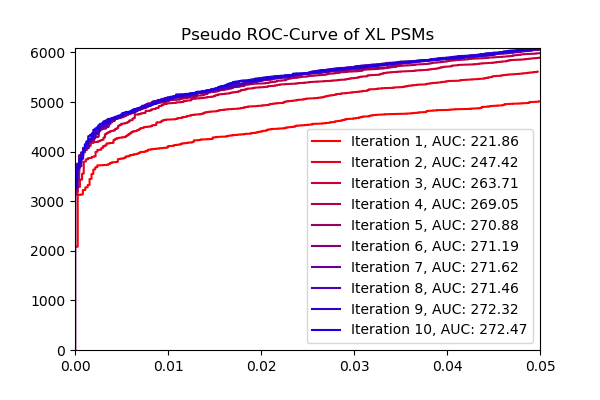 Pseudo ROC-Curve of XL PSMs
6000
5000
4000
3000
2000
1000
0
0.00 0.01 0.02 0.03 0.04 0.05
Iteration 1, AUC: 221.86
Iteration 2, AUC: 247.42
Iteration 3, AUC: 263.71
Iteration 4, AUC: 269.05
Iteration 5, AUC: 270.88
Iteration 6, AUC: 271.19
Iteration 7, AUC: 271.62
Iteration 8, AUC: 271.46
Iteration 9, AUC: 272.32
Iteration 10, AUC: 272.47